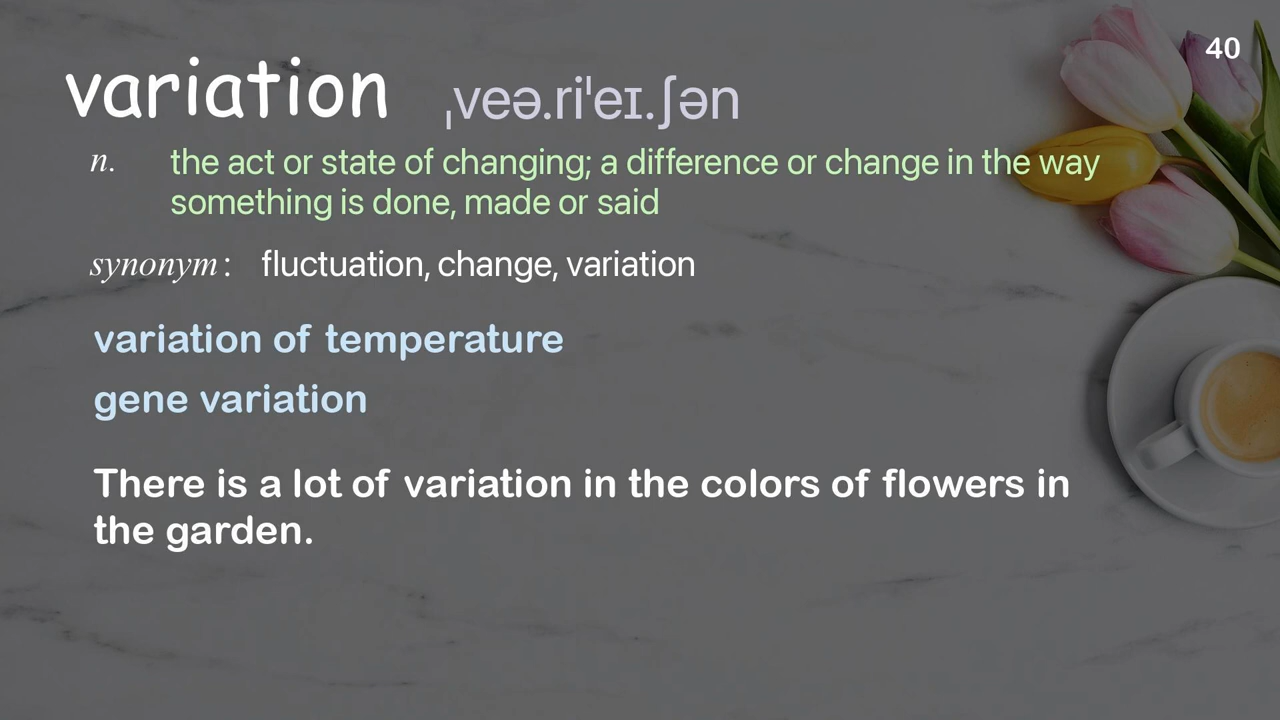 40
variation ˌveə.riˈeɪ.ʃən
n. the act or state of changing; a difference or change in the way
something is done, made or said
synonym: fluctuation, change, variation
variation of temperature
gene variation
There is a lot of variation in the colors of flowers in
the garden.